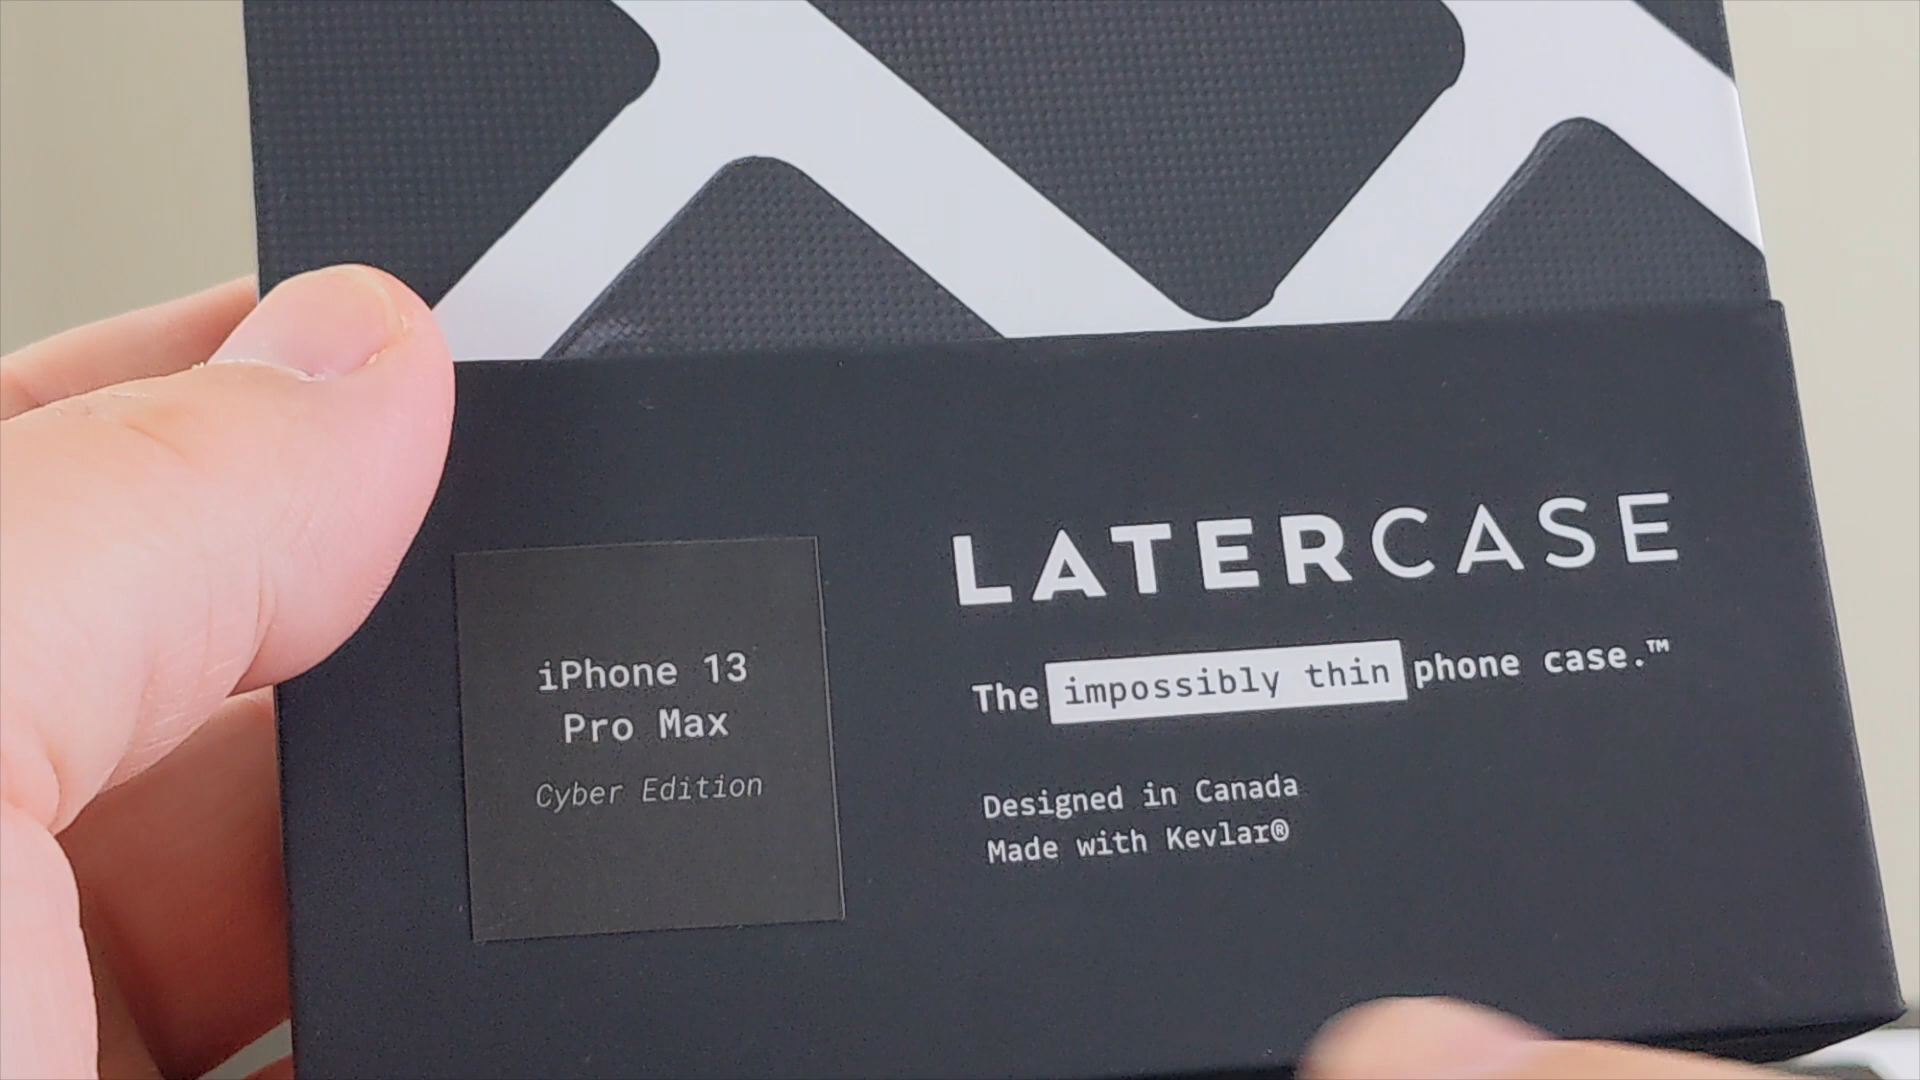 LATERCASE
The impossibly thin phone case.™
Designed in Canada
Made with Kevlar®
iPhone 13
Pro Max
Cyber Edition